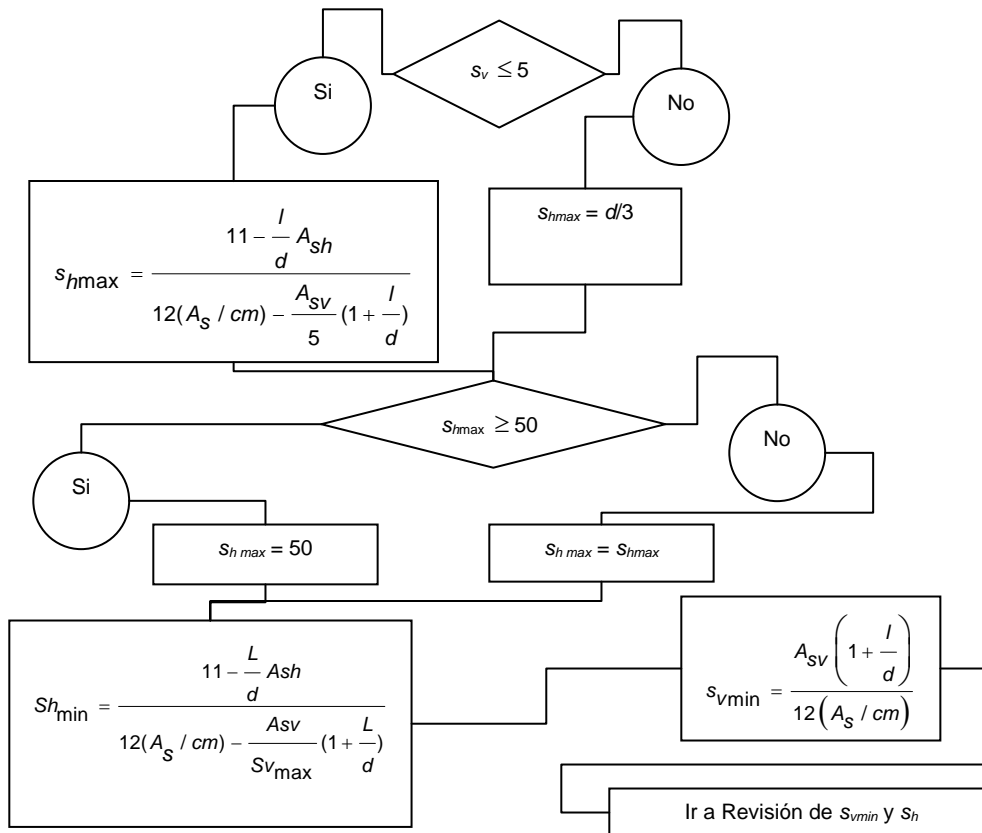 s_v ≤ 5
Si
No
s_hmax = d/3
s_hmax = (11 − (l/d) A_sh) / (12(A_s / cm) − (A_sv/5)(1 + l/d))
s_hmax ≥ 50
Si
No
s_h max = 50
s_h max = s_hmax
Sh_min = (11 − (L/d) Ash) / (12(A_s / cm) − (Asv/Sv_max)(1 + L/d))
s_vmin = A_sv (1 + l/d) / (12 (A_s / cm))
Ir a Revisión de s_vmin y s_h